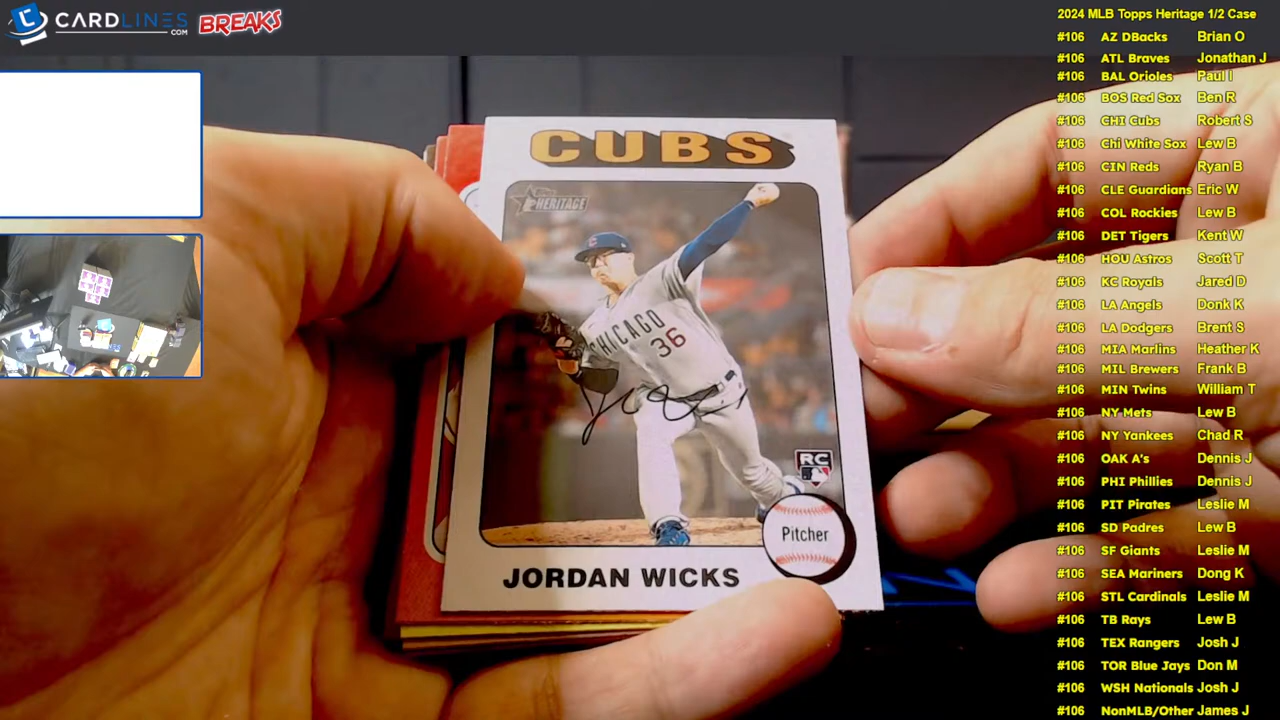 CARDLINES
.COM
BREAKS
CUBS
HERITAGE
CHICAGO
36
RC
Pitcher
JORDAN WICKS
2024 MLB Topps Heritage 1/2 Case
#106 AZ DBacks Brian O
#106 ATL Braves Jonathan J
#106 BAL Orioles Paul I
#106 BOS Red Sox Ben R
#106 CHI Cubs Robert S
#106 Chi White Sox Lew B
#106 CIN Reds Ryan B
#106 CLE Guardians Eric W
#106 COL Rockies Lew B
#106 DET Tigers Kent W
#106 HOU Astros Scott T
#106 KC Royals Jared D
#106 LA Angels Donk K
#106 LA Dodgers Brent S
#106 MIA Marlins Heather K
#106 MIL Brewers Frank B
#106 MIN Twins William T
#106 NY Mets Lew B
#106 NY Yankees Chad R
#106 OAK A's Dennis J
#106 PHI Phillies Dennis J
#106 PIT Pirates Leslie M
#106 SD Padres Lew B
#106 SF Giants Leslie M
#106 SEA Mariners Dong K
#106 STL Cardinals Leslie M
#106 TB Rays Lew B
#106 TEX Rangers Josh J
#106 TOR Blue Jays Don M
#106 WSH Nationals Josh J
#106 NonMLB/Other James J